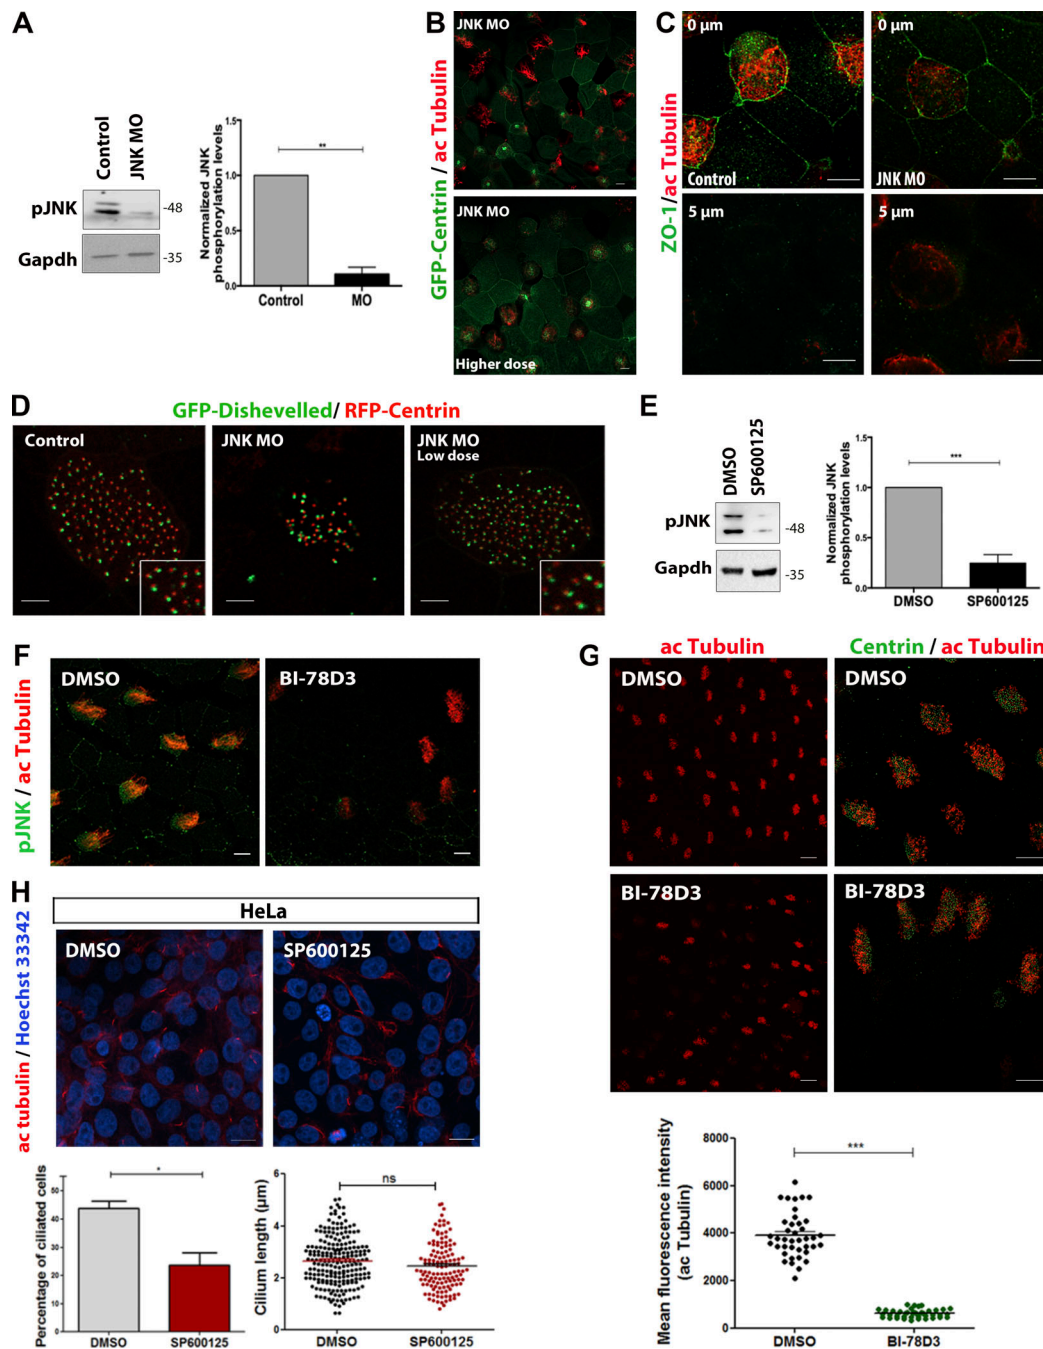 A
Control
JNK MO
pJNK
-48
Gapdh
-35
Normalized JNK
phosphorylation levels
1.5
1.0
0.5
0.0
**
Control
MO
B
GFP-Centrin / ac Tubulin
JNK MO
JNK MO
Higher dose
C
ZO-1/ac Tubulin
0 µm
Control
0 µm
JNK MO
5 µm
5 µm
D
GFP-Dishevelled/ RFP-Centrin
Control
JNK MO
JNK MO
Low dose
E
DMSO
SP600125
pJNK
-48
Gapdh
-35
Normalized JNK
phosphorylation levels
1.5
1.0
0.5
0.0
***
DMSO
SP600125
F
pJNK / ac Tubulin
DMSO
BI-78D3
G
ac Tubulin
Centrin / ac Tubulin
DMSO
DMSO
BI-78D3
BI-78D3
Mean fluorescence intensity
(ac Tubulin)
8000
6000
4000
2000
0
***
DMSO
BI-78D3
H
ac tubulin / Hoechst 33342
HeLa
DMSO
SP600125
Percentage of ciliated cells
50
40
30
20
10
0
*
DMSO
SP600125
Cilium length (µm)
6
4
2
0
ns
DMSO
SP600125